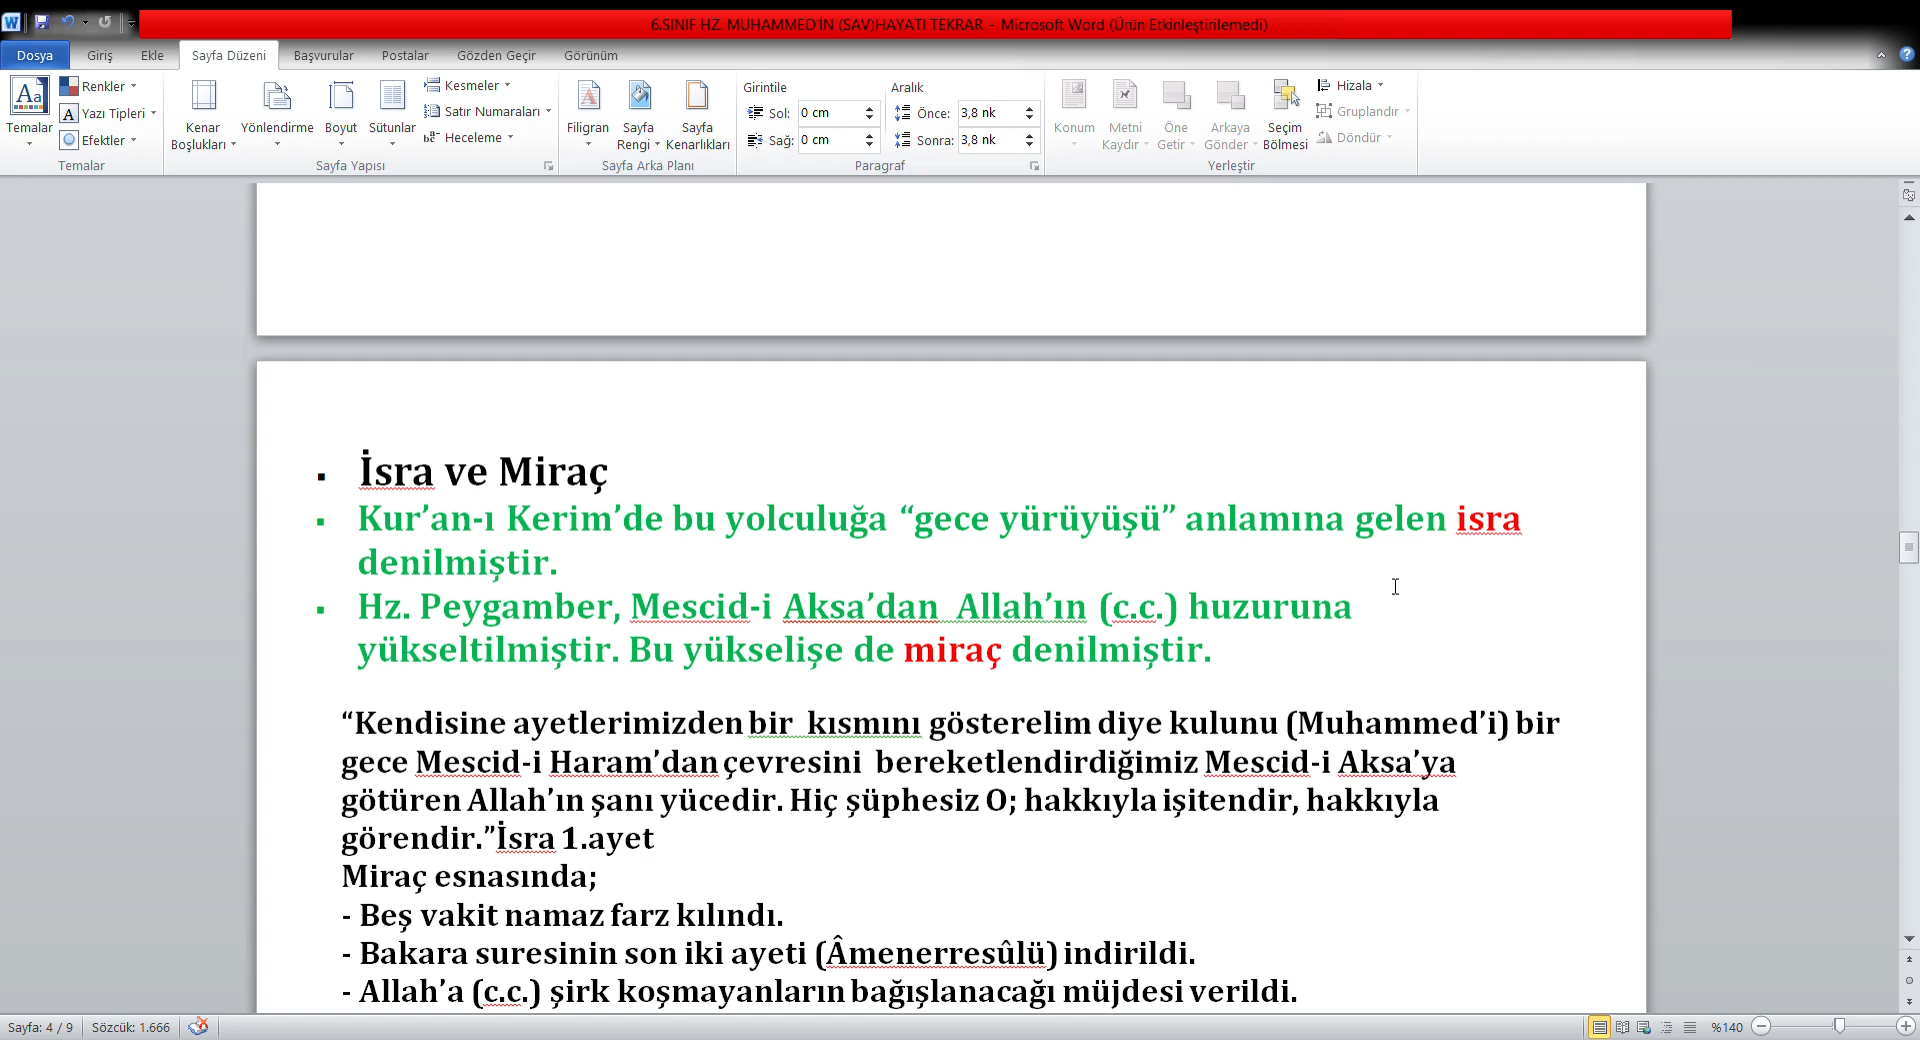 6.SINIF HZ. MUHAMMED'İN (SAV)HAYATI TEKRAR - Microsoft Word (Ürün Etkinleştirilemedi)
Dosya Giriş Ekle Sayfa Düzeni Başvurular Postalar Gözden Geçir Görünüm
Temalar
Renkler
Yazı Tipleri
Efektler
Temalar
Kenar Boşlukları
Yönlendirme
Boyut
Sütunlar
Kesmeler
Satır Numaraları
Heceleme
Sayfa Yapısı
Filigran
Sayfa Rengi
Sayfa Kenarlıkları
Sayfa Arka Planı
Girintile
Sol: 0 cm
Sağ: 0 cm
Aralık
Önce: 3,8 nk
Sonra: 3,8 nk
Paragraf
Konum
Metni Kaydır
Öne Getir
Arkaya Gönder
Seçim Bölmesi
Hizala
Gruplandır
Döndür
Yerleştir
▪ İsra ve Miraç
▪ Kur’an-ı Kerim’de bu yolculuğa “gece yürüyüşü” anlamına gelen isra
denilmiştir.
▪ Hz. Peygamber, Mescid-i Aksa’dan Allah’ın (c.c.) huzuruna
yükseltilmiştir. Bu yükselişe de miraç denilmiştir.
“Kendisine ayetlerimizden bir kısmını gösterelim diye kulunu (Muhammed’i) bir
gece Mescid-i Haram’dan çevresini bereketlendirdiğimiz Mescid-i Aksa’ya
götüren Allah’ın şanı yücedir. Hiç şüphesiz O; hakkıyla işitendir, hakkıyla
görendir.”İsra 1.ayet
Miraç esnasında;
- Beş vakit namaz farz kılındı.
- Bakara suresinin son iki ayeti (Âmenerresûlü) indirildi.
- Allah’a (c.c.) şirk koşmayanların bağışlanacağı müjdesi verildi.
Sayfa: 4 / 9 Sözcük: 1.666 %140